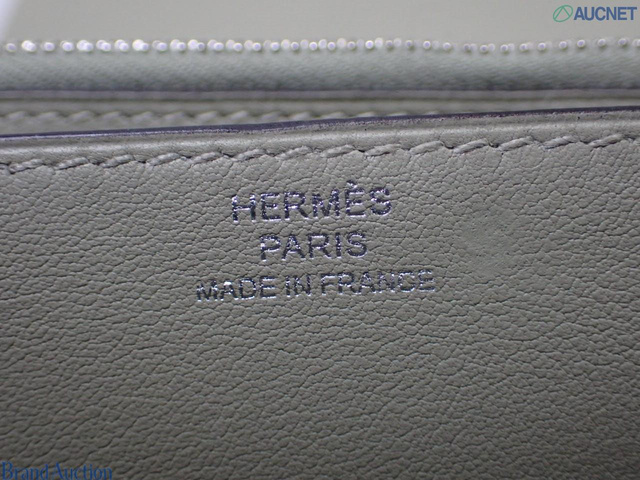 AUCNET
HERMÈS
PARIS
MADE IN FRANCE
Brand Auction